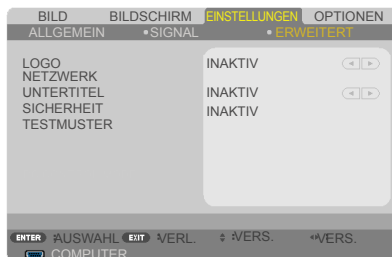 BILD BILDSCHIRM EINSTELLUNGEN OPTIONEN
ALLGEMEIN •SIGNAL • ERWEITERT
LOGO INAKTIV
NETZWERK
UNTERTITEL INAKTIV
SICHERHEIT INAKTIV
TESTMUSTER
ENTER :AUSWAHL EXIT :VERL. :VERS. :VERS.
COMPUTER